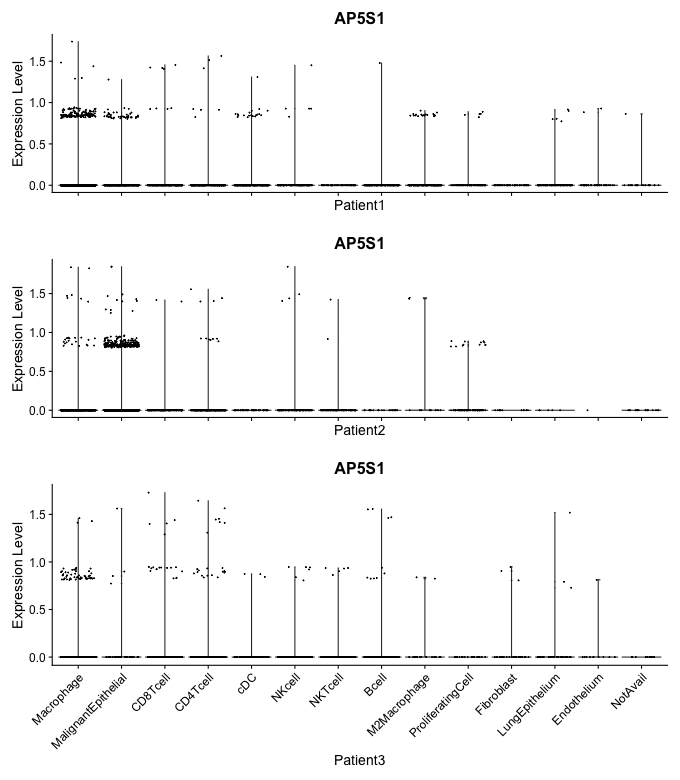 AP5S1
Expression Level
1.5
1.0
0.5
0.0
Patient1
AP5S1
Expression Level
1.5
1.0
0.5
0.0
Patient2
AP5S1
Expression Level
1.5
1.0
0.5
0.0
Macrophage
MalignantEpithelial
CD8Tcell
CD4Tcell
cDC
NKcell
NKTcell
Bcell
M2Macrophage
ProliferatingCell
Fibroblast
LungEpithelium
Endothelium
NotAvail
Patient3